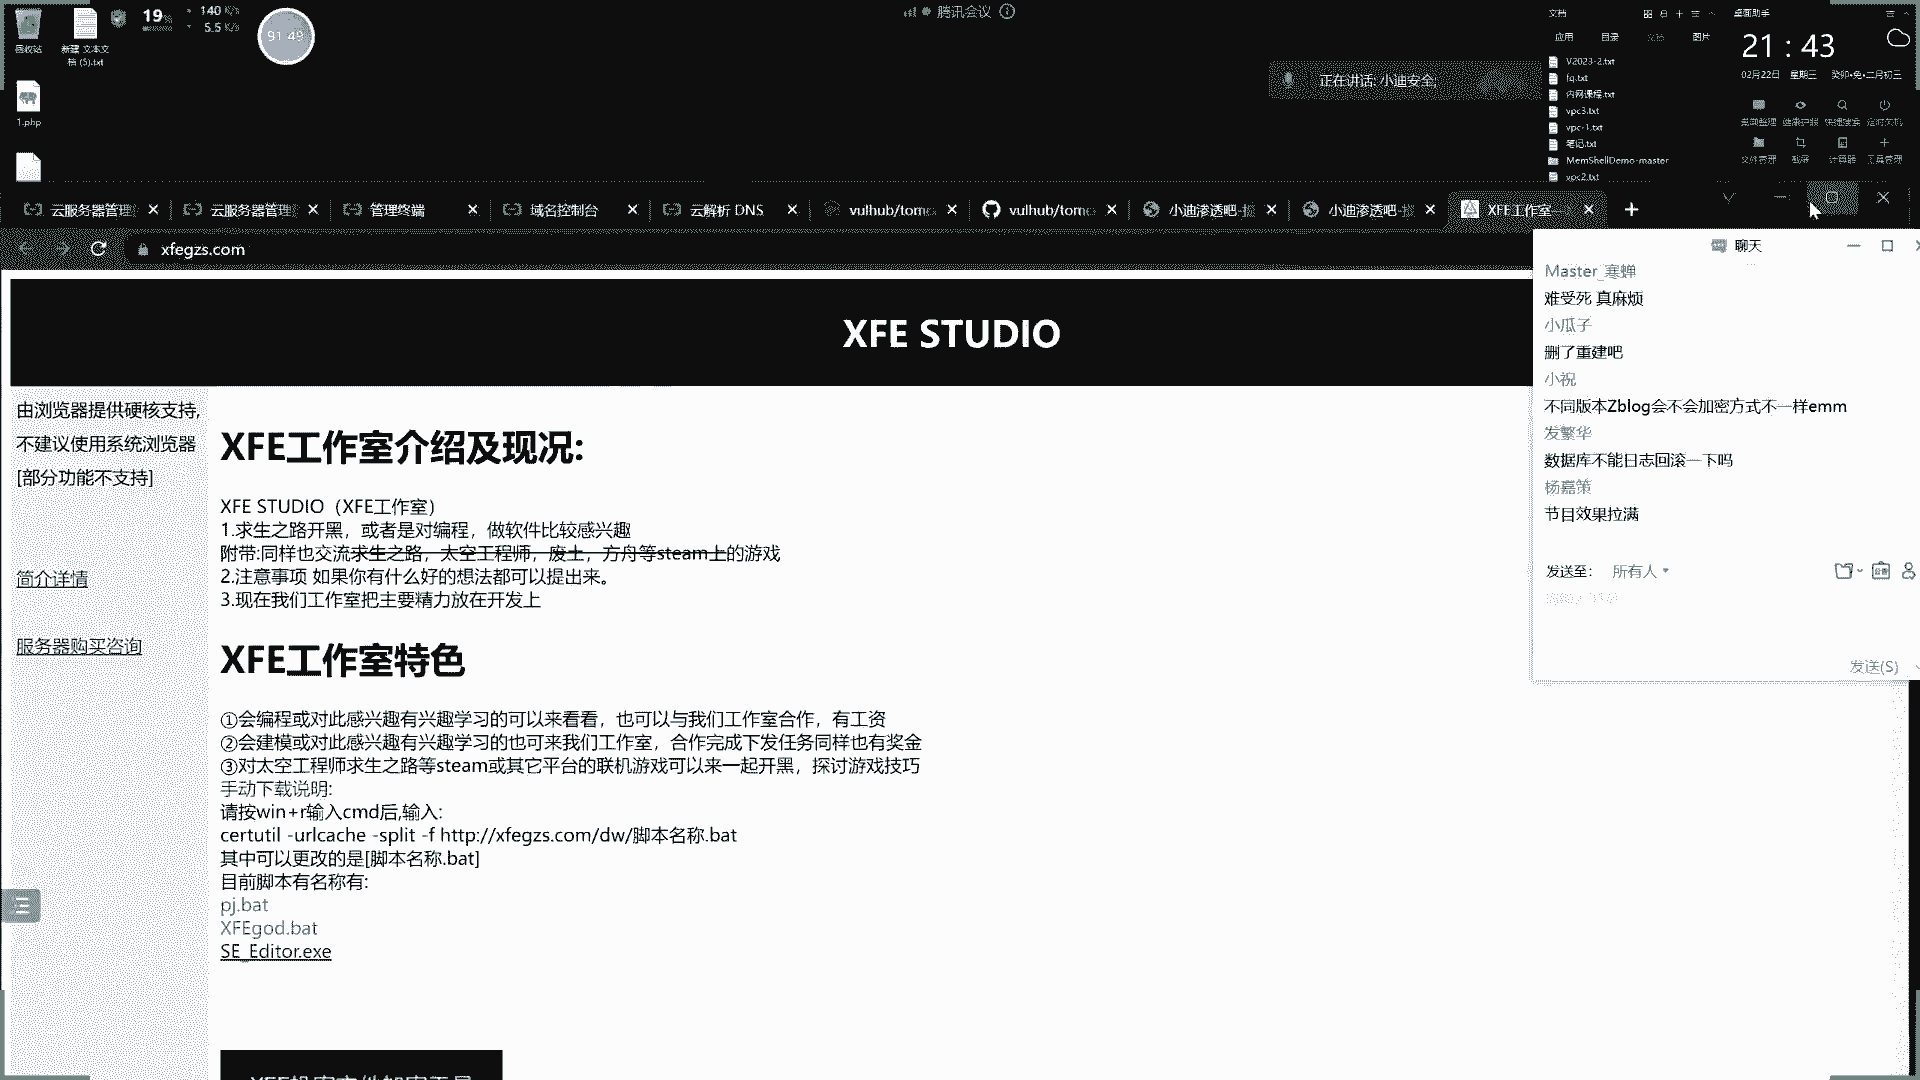 19%
140 K/s
5.5 K/s
91 49
回收站
新建 文本文
档 (5).txt
1.php
腾讯会议
正在讲话: 小迪安全;
文档
应用
目录
文档
图片
V2023-2.txt
fq.txt
内网课程.txt
vpc3.txt
vpc-1.txt
笔记.txt
MemShellDemo-master
vpc2.txt
桌面助手
21 : 43
02月22日 星期三 癸卯•兔•二月初三
云服务器管理
云服务器管理
管理终端
域名控制台
云解析 DNS
vulhub/tomc
vulhub/tomc
小迪渗透吧-
小迪渗透吧-
XFE工作室—
xfegzs.com
XFE STUDIO
由浏览器提供硬核支持,
不建议使用系统浏览器
[部分功能不支持]
简介详情
服务器购买咨询
XFE工作室介绍及现况:
XFE STUDIO（XFE工作室）
1.求生之路开黑，或者是对编程，做软件比较感兴趣
附带:同样也交流求生之路，太空工程师，废土，方舟等steam上的游戏
2.注意事项 如果你有什么好的想法都可以提出来。
3.现在我们工作室把主要精力放在开发上
XFE工作室特色
①会编程或对此感兴趣有兴趣学习的可以来看看，也可以与我们工作室合作，有工资
②会建模或对此感兴趣有兴趣学习的也可来我们工作室，合作完成下发任务同样也有奖金
③对太空工程师求生之路等steam或其它平台的联机游戏可以来一起开黑，探讨游戏技巧
手动下载说明:
请按win+r输入cmd后,输入:
certutil -urlcache -split -f http://xfegzs.com/dw/脚本名称.bat
其中可以更改的是[脚本名称.bat]
目前脚本有名称有:
pj.bat
XFEgod.bat
SE_Editor.exe
聊天
Master_寒蝉
难受死 真麻烦
小瓜子
删了重建吧
小祝
不同版本Zblog会不会加密方式不一样emm
发繁华
数据库不能日志回滚一下吗
杨嘉策
节目效果拉满
发送至: 所有人
发送(S)